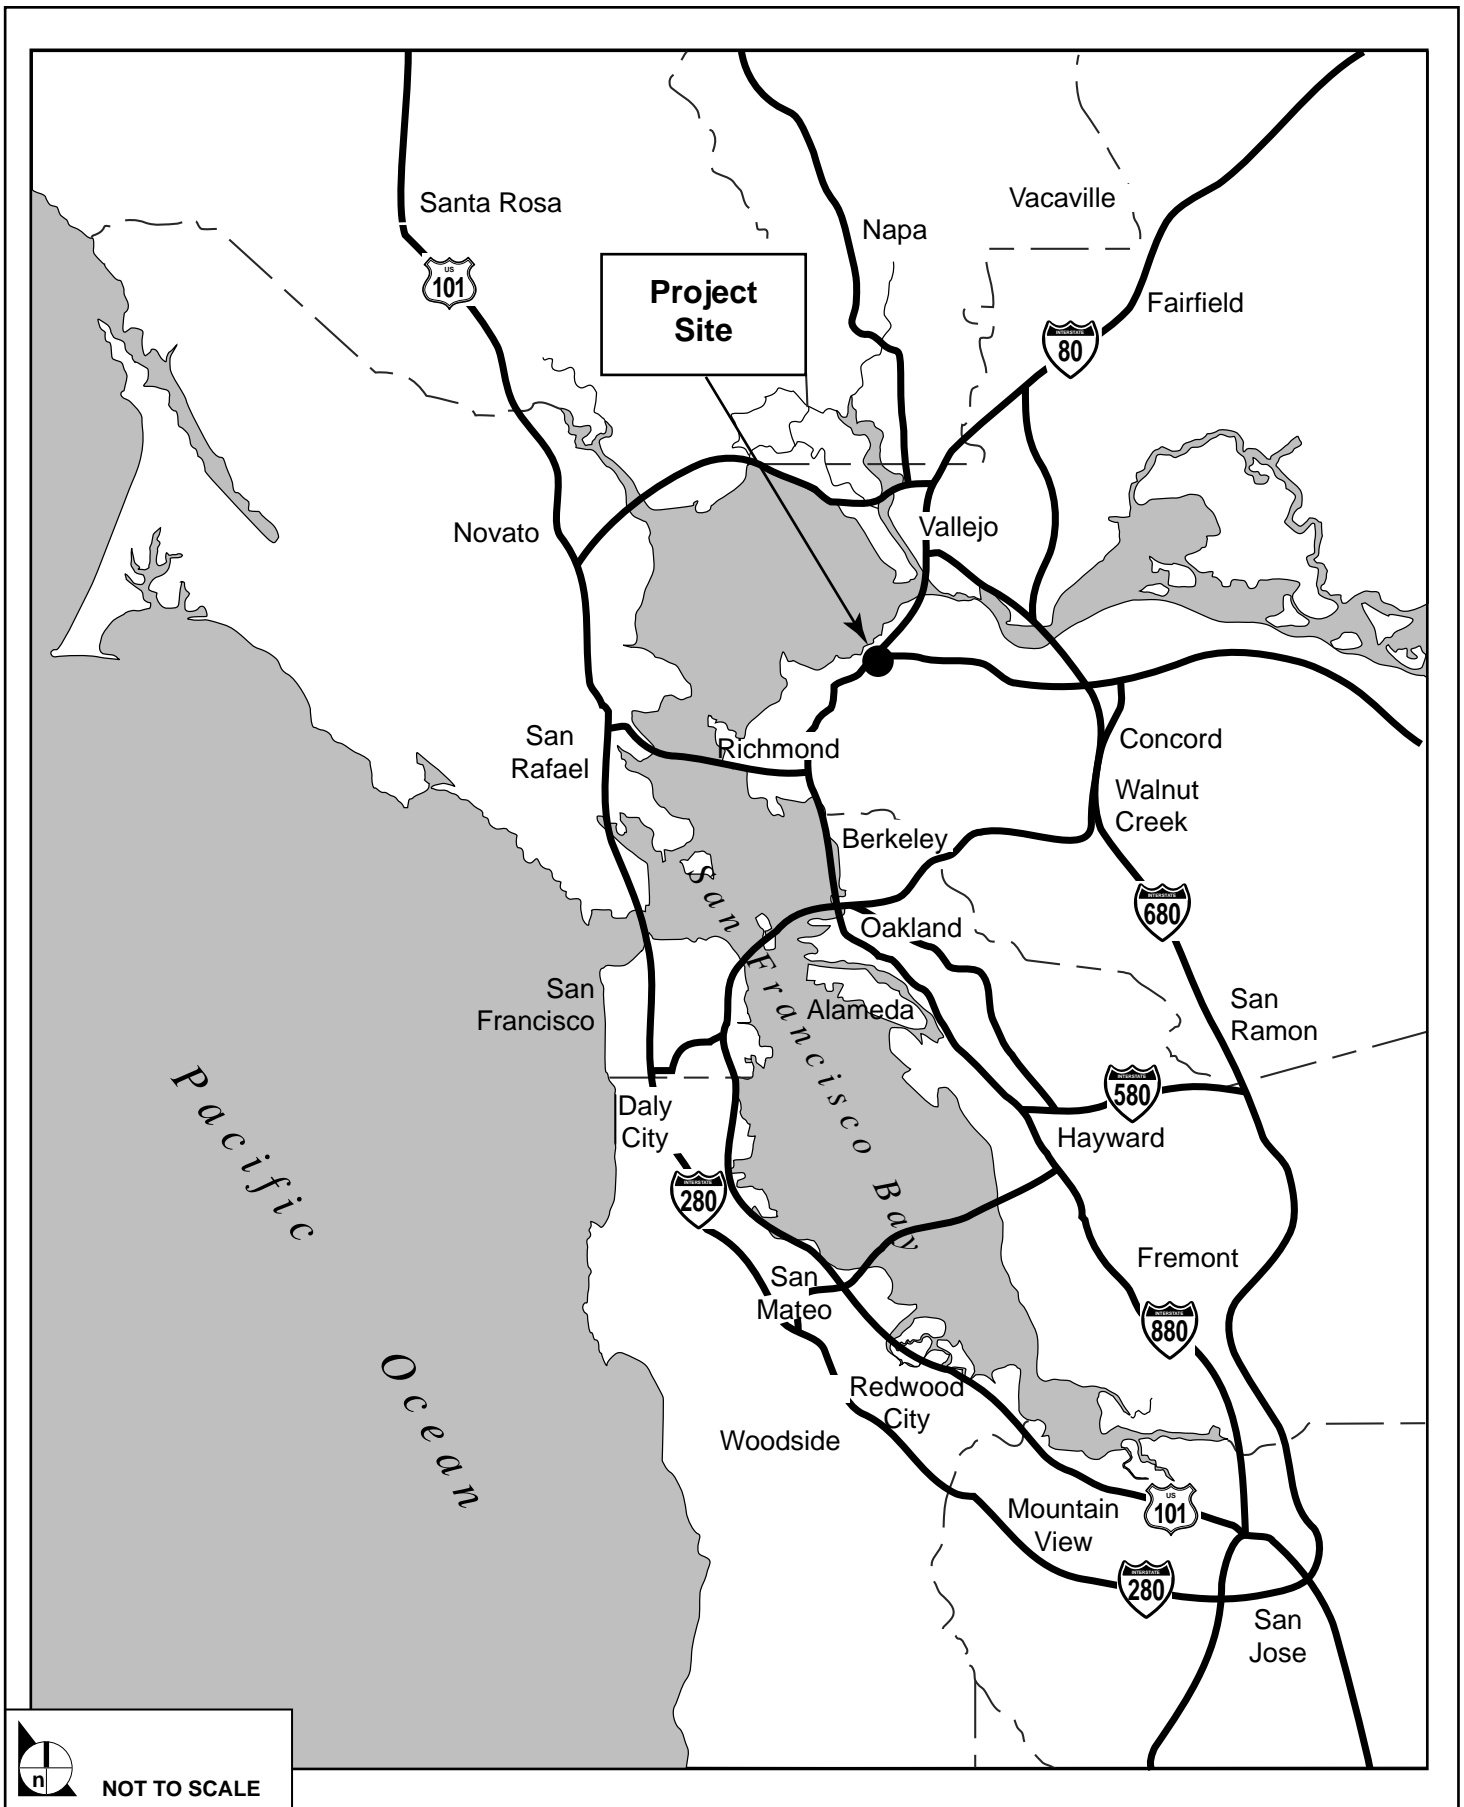 Santa Rosa
Vacaville
Napa
US
101
Project
Site
Fairfield
INTERSTATE
80
Novato
Vallejo
San
Rafael
Richmond
Concord
Walnut
Creek
Berkeley
INTERSTATE
680
Oakland
San Francisco Bay
San
Francisco
Alameda
San
Ramon
Pacific
Ocean
INTERSTATE
580
Daly
City
Hayward
INTERSTATE
280
Fremont
San
Mateo
INTERSTATE
880
Redwood
City
Woodside
Mountain
View
US
101
INTERSTATE
280
San
Jose
n
NOT TO SCALE